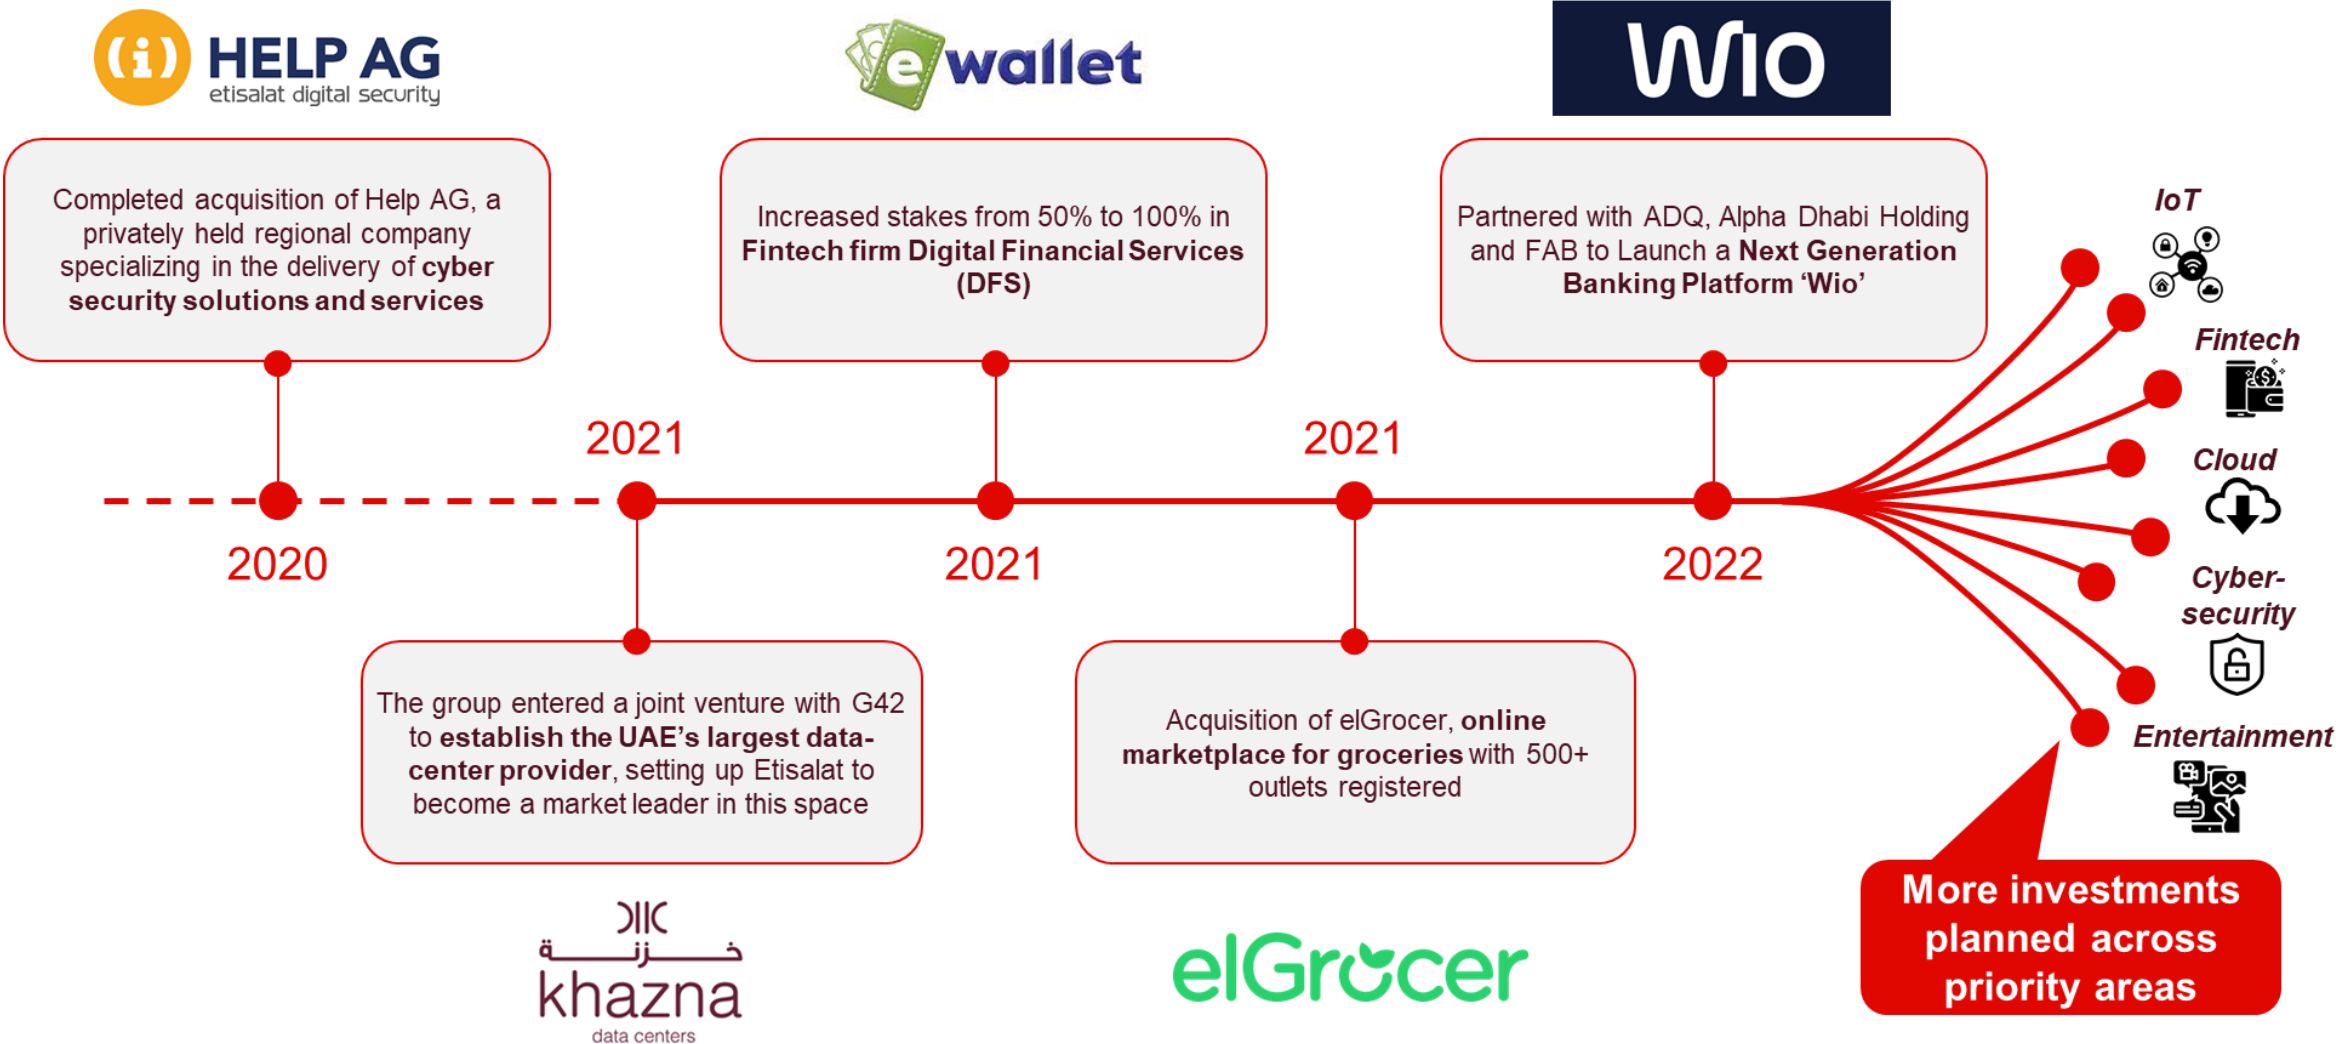 HELP AG
etisalat digital security
ewallet
WIO
Completed acquisition of Help AG, a
privately held regional company
specializing in the delivery of cyber
security solutions and services
Increased stakes from 50% to 100% in
Fintech firm Digital Financial Services
(DFS)
Partnered with ADQ, Alpha Dhabi Holding
and FAB to Launch a Next Generation
Banking Platform ‘Wio’
2020
2021
2021
2021
2022
The group entered a joint venture with G42
to establish the UAE’s largest data-
center provider, setting up Etisalat to
become a market leader in this space
Acquisition of elGrocer, online
marketplace for groceries with 500+
outlets registered
خزنة
khazna
data centers
elGrocer
IoT
Fintech
Cloud
Cyber-
security
Entertainment
More investments
planned across
priority areas